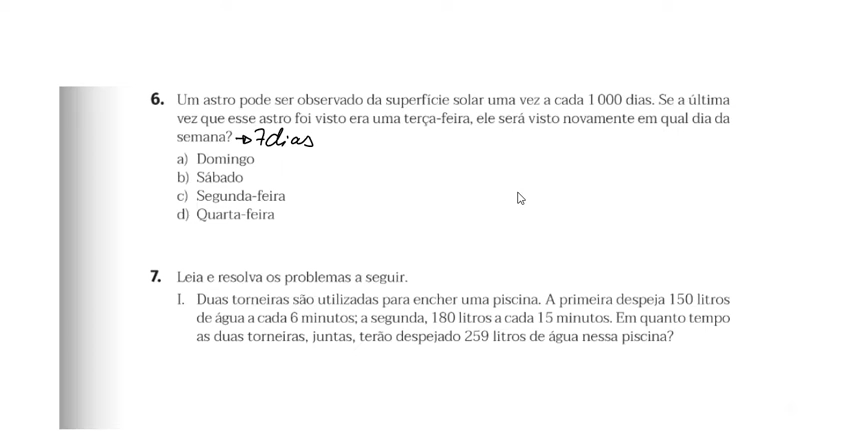 6. Um astro pode ser observado da superfície solar uma vez a cada 1 000 dias. Se a última
vez que esse astro foi visto era uma terça-feira, ele será visto novamente em qual dia da
semana? → 7 dias
a) Domingo
b) Sábado
c) Segunda-feira
d) Quarta-feira
7. Leia e resolva os problemas a seguir.
I. Duas torneiras são utilizadas para encher uma piscina. A primeira despeja 150 litros
de água a cada 6 minutos; a segunda, 180 litros a cada 15 minutos. Em quanto tempo
as duas torneiras, juntas, terão despejado 259 litros de água nessa piscina?